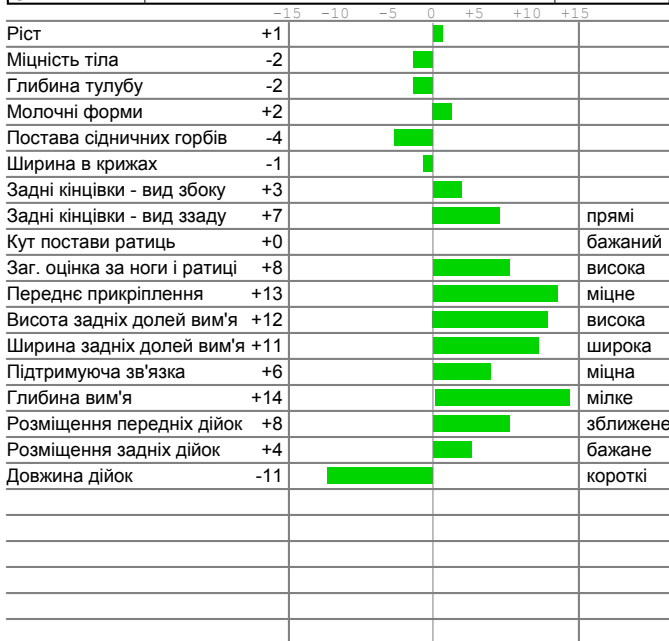 -15 -10 -5 0 +5 +10 +15
Ріст +1
Міцність тіла -2
Глибина тулубу -2
Молочні форми +2
Постава сідничних горбів -4
Ширина в крижах -1
Задні кінцівки - вид збоку +3
Задні кінцівки - вид ззаду +7 прямі
Кут постави ратиць +0 бажаний
Заг. оцінка за ноги і ратиці +8 висока
Переднє прикріплення +13 міцне
Висота задніх долей вим'я +12 висока
Ширина задніх долей вим'я +11 широка
Підтримуюча зв'язка +6 міцна
Глибина вим'я +14 мілке
Розміщення передніх дійок +8 зближене
Розміщення задніх дійок +4 бажане
Довжина дійок -11 короткі